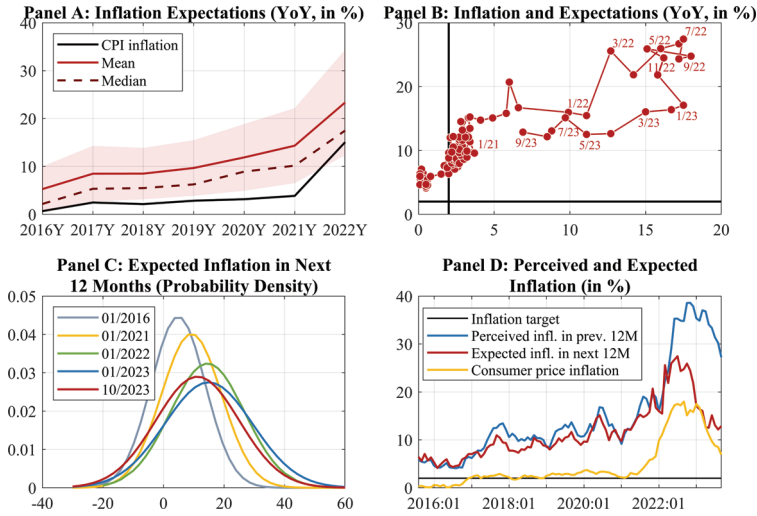 Panel A: Inflation Expectations (YoY, in %)
40
30
20
10
0
CPI inflation
Mean
Median
2016Y 2017Y 2018Y 2019Y 2020Y 2021Y 2022Y
Panel B: Inflation and Expectations (YoY, in %)
30
20
10
0
7/22
3/22
5/22
11/22
9/22
1/22
3/23
1/23
1/21
9/23
7/23
5/23
0 5 10 15 20
Panel C: Expected Inflation in Next
12 Months (Probability Density)
0.05
0.04
0.03
0.02
0.01
0
01/2016
01/2021
01/2022
01/2023
10/2023
-40 -20 0 20 40 60
Panel D: Perceived and Expected
Inflation (in %)
40
30
20
10
0
Inflation target
Perceived infl. in prev. 12M
Expected infl. in next 12M
Consumer price inflation
2016:01 2018:01 2020:01 2022:01